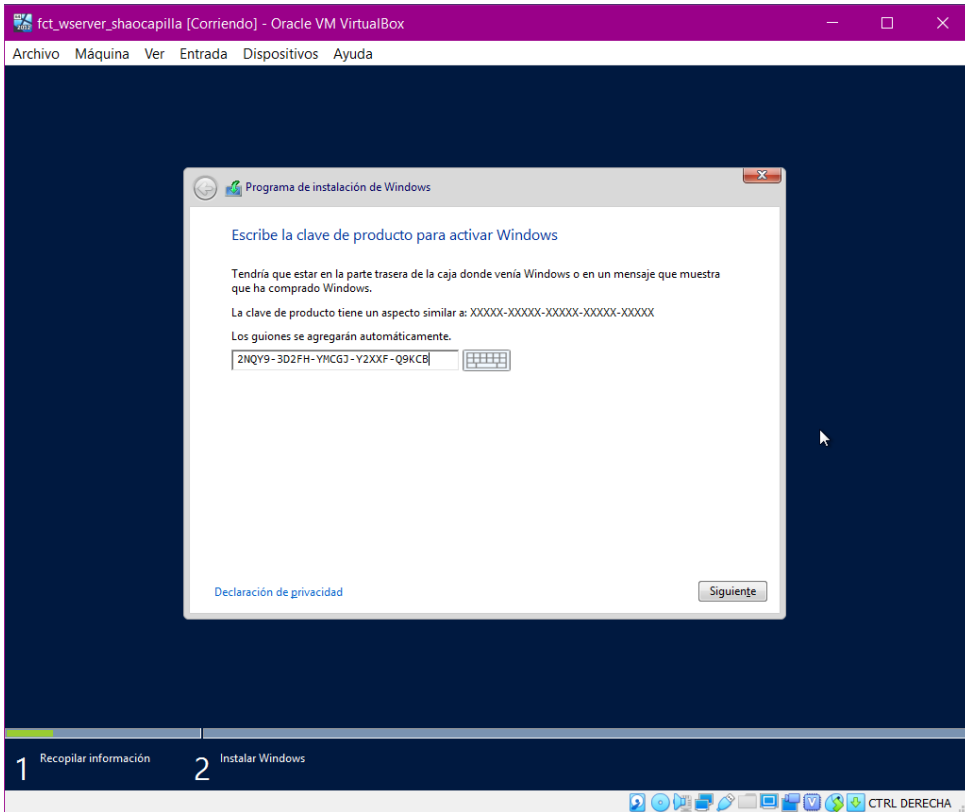 fct_wserver_shaocapilla [Corriendo] - Oracle VM VirtualBox
Archivo Máquina Ver Entrada Dispositivos Ayuda
Programa de instalación de Windows
Escribe la clave de producto para activar Windows
Tendría que estar en la parte trasera de la caja donde venía Windows o en un mensaje que muestra
que ha comprado Windows.
La clave de producto tiene un aspecto similar a: XXXXX-XXXXX-XXXXX-XXXXX-XXXXX
Los guiones se agregarán automáticamente.
2NQY9-3D2FH-YMCGJ-Y2XXF-Q9KCB
Declaración de privacidad
Siguiente
1 Recopilar información
2 Instalar Windows
CTRL DERECHA